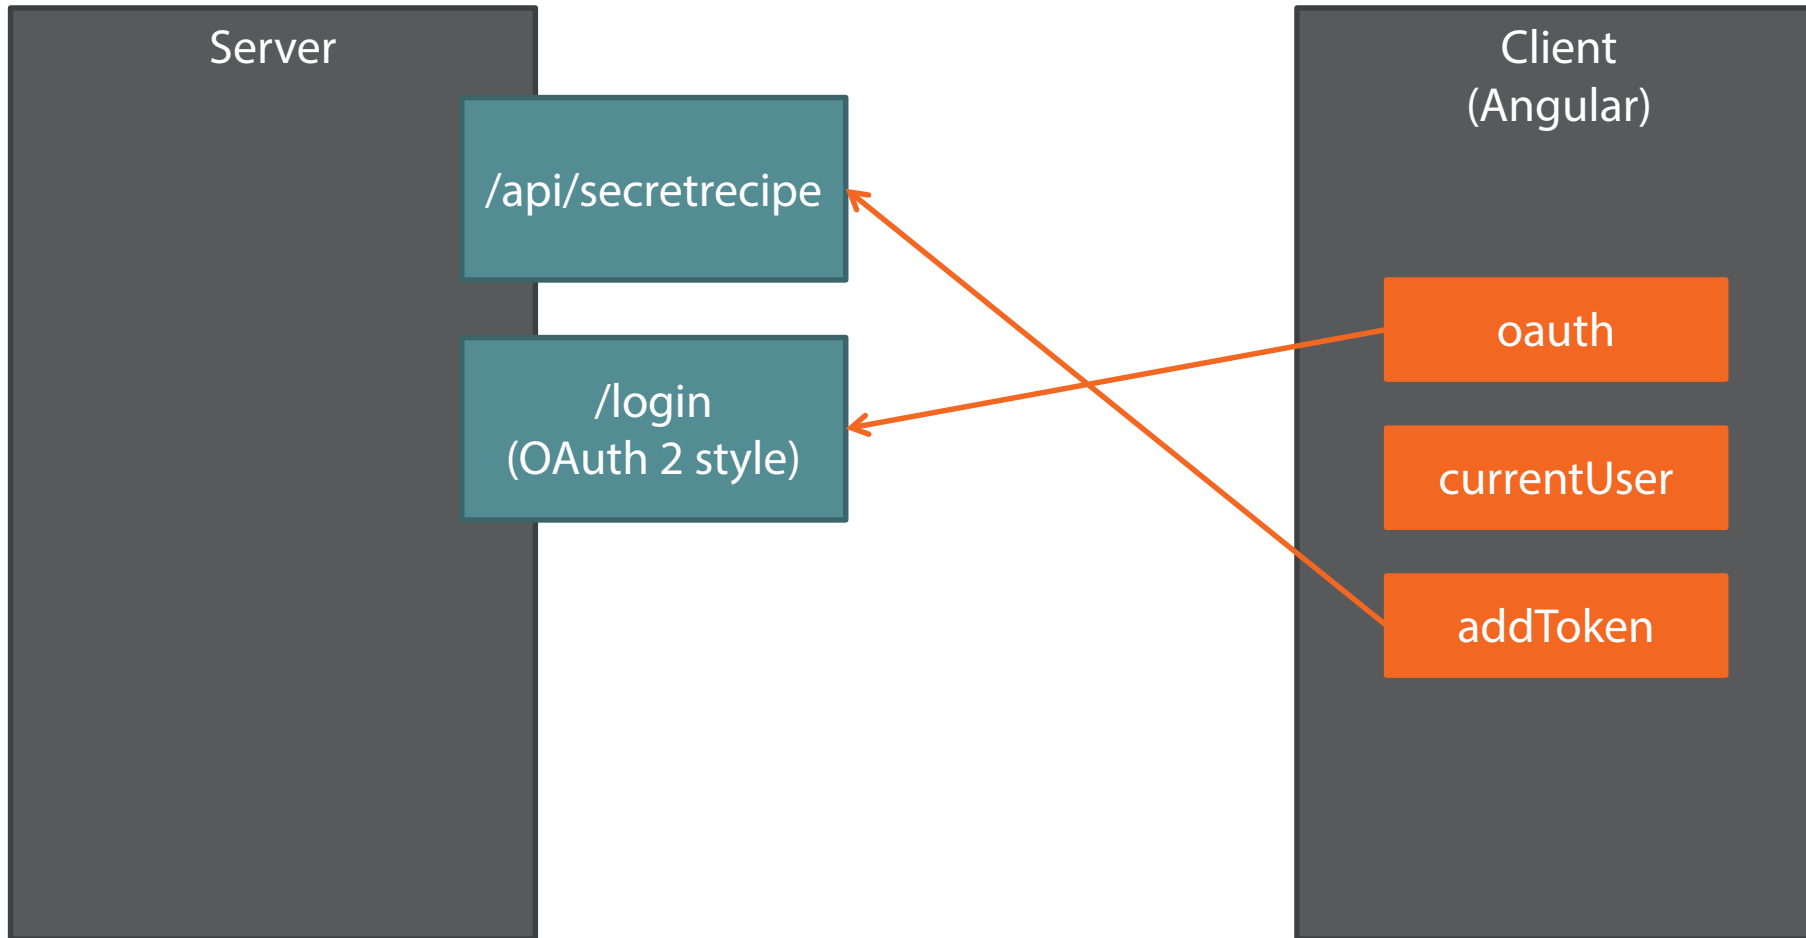 Server
/api/secretrecipe
/login
(OAuth 2 style)
Client
(Angular)
oauth
currentUser
addToken